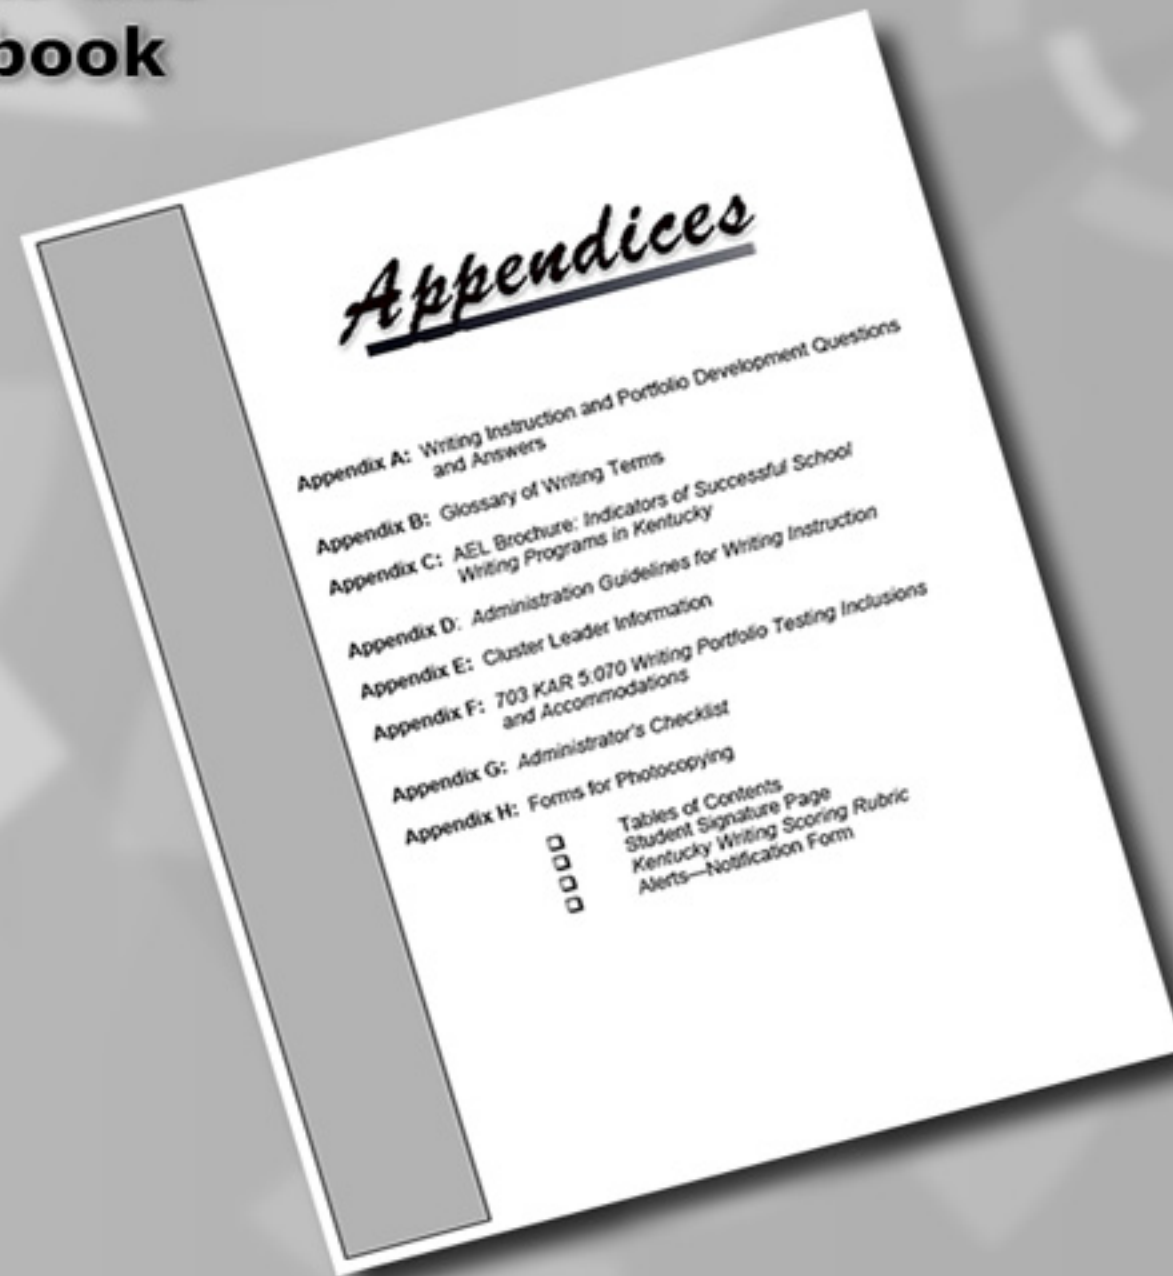 book
Appendices
Appendix A: Writing Instruction and Portfolio Development Questions
and Answers
Appendix B: Glossary of Writing Terms
Appendix C: AEL Brochure: Indicators of Successful School
Writing Programs in Kentucky
Appendix D: Administration Guidelines for Writing Instruction
Appendix E: Cluster Leader Information
Appendix F: 703 KAR 5:070 Writing Portfolio Testing Inclusions
and Accommodations
Appendix G: Administrator's Checklist
Appendix H: Forms for Photocopying
❑ Tables of Contents
❑ Student Signature Page
❑ Kentucky Writing Scoring Rubric
❑ Alerts—Notification Form